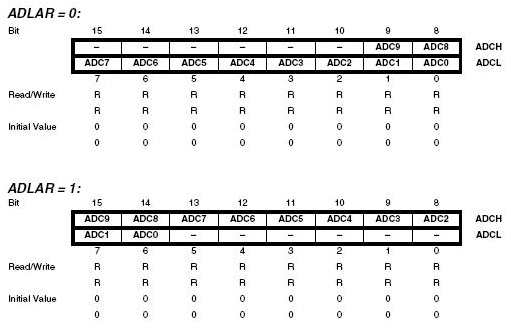 ADLAR = 0:
Bit 15 14 13 12 11 10 9 8
– – – – – – ADC9 ADC8 ADCH
ADC7 ADC6 ADC5 ADC4 ADC3 ADC2 ADC1 ADC0 ADCL
7 6 5 4 3 2 1 0
Read/Write R R R R R R R R
R R R R R R R R
Initial Value 0 0 0 0 0 0 0 0
0 0 0 0 0 0 0 0
ADLAR = 1:
Bit 15 14 13 12 11 10 9 8
ADC9 ADC8 ADC7 ADC6 ADC5 ADC4 ADC3 ADC2 ADCH
ADC1 ADC0 – – – – – – ADCL
7 6 5 4 3 2 1 0
Read/Write R R R R R R R R
R R R R R R R R
Initial Value 0 0 0 0 0 0 0 0
0 0 0 0 0 0 0 0